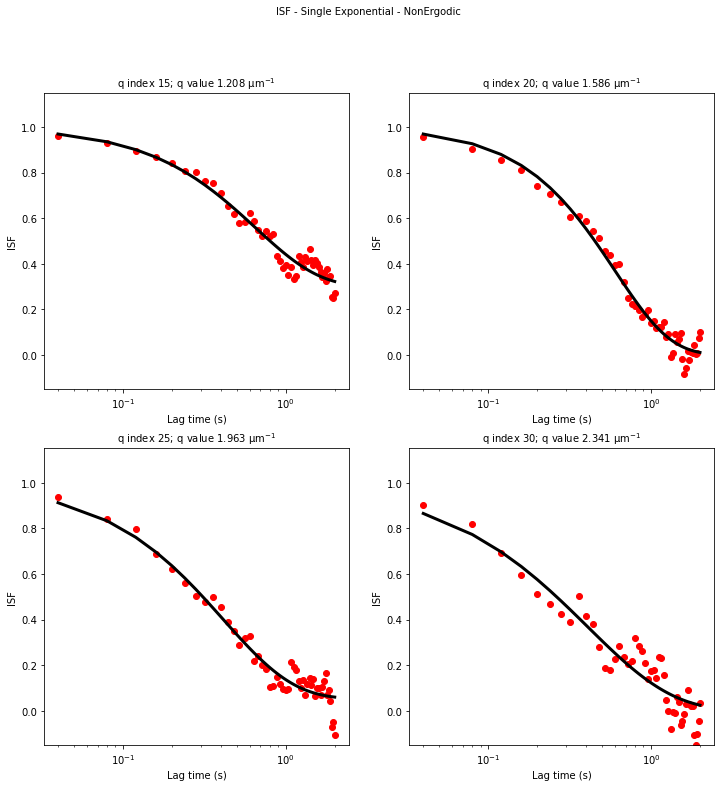 ISF - Single Exponential - NonErgodic
q index 15; q value 1.208 μm⁻¹
1.0
0.8
0.6
0.4
0.2
0.0
ISF
10⁻¹
10⁰
Lag time (s)
q index 20; q value 1.586 μm⁻¹
1.0
0.8
0.6
0.4
0.2
0.0
ISF
10⁻¹
10⁰
Lag time (s)
q index 25; q value 1.963 μm⁻¹
1.0
0.8
0.6
0.4
0.2
0.0
ISF
10⁻¹
10⁰
Lag time (s)
q index 30; q value 2.341 μm⁻¹
1.0
0.8
0.6
0.4
0.2
0.0
ISF
10⁻¹
10⁰
Lag time (s)